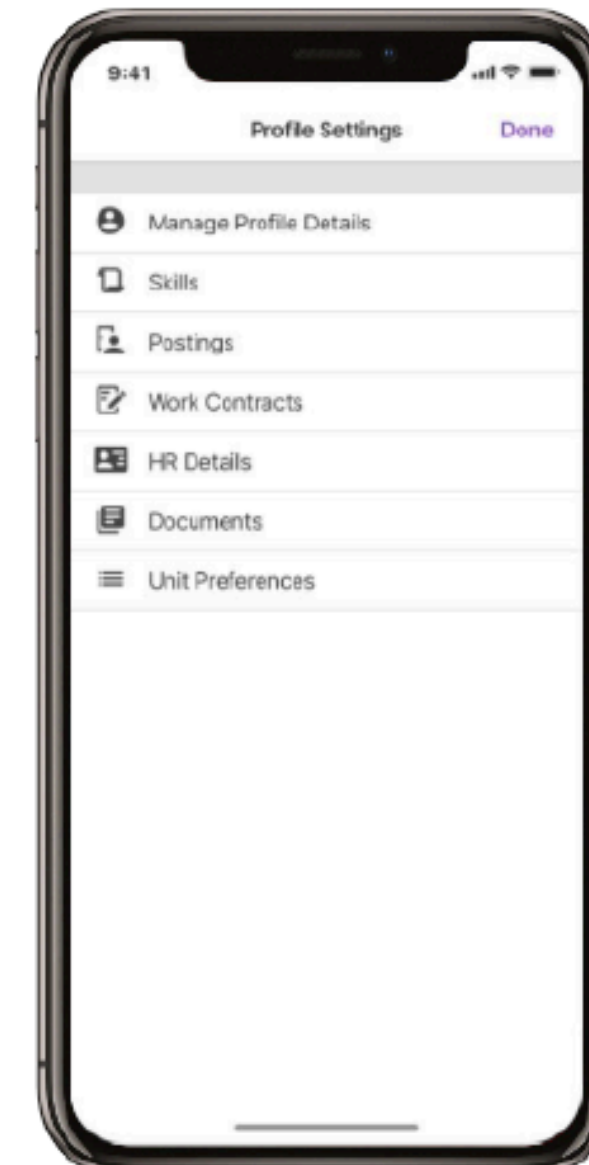 9:41
Profile Settings
Done
Manage Profile Details
Skills
Postings
Work Contracts
HR Details
Documents
Unit Preferences